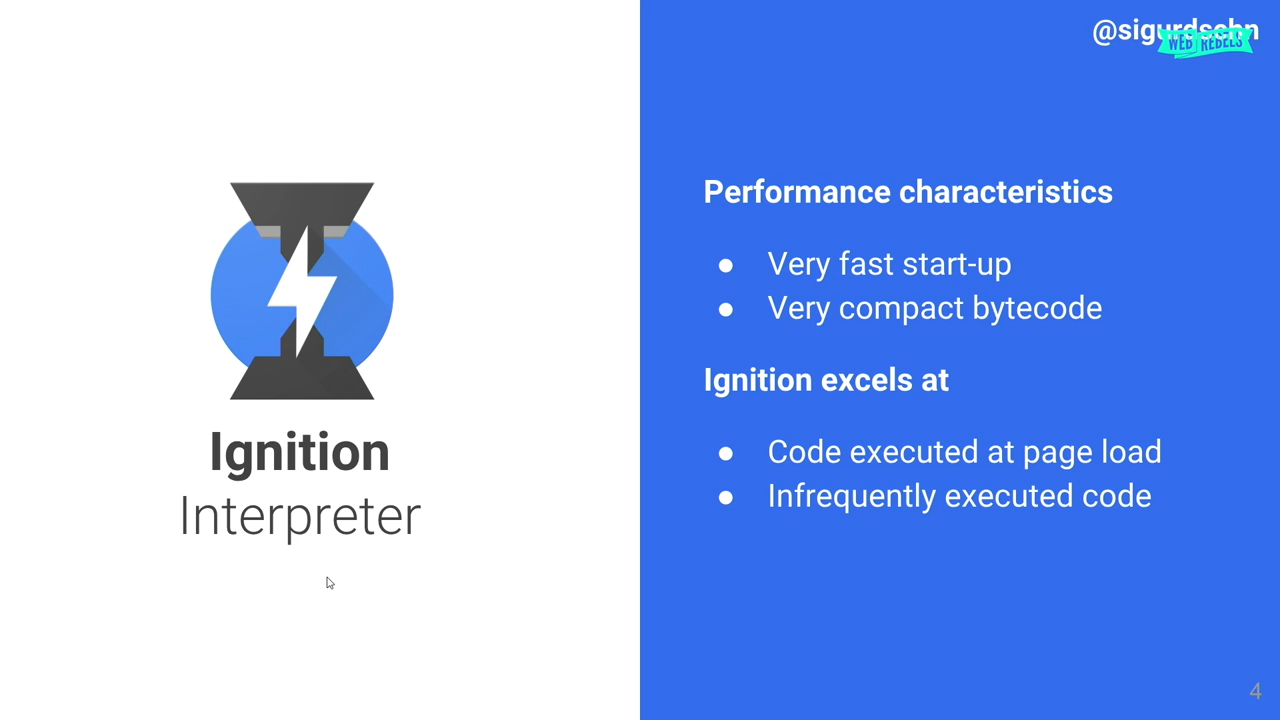 @sigurdschn
WEB REBELS
Performance characteristics
● Very fast start-up
● Very compact bytecode
Ignition excels at
● Code executed at page load
● Infrequently executed code
Ignition
Interpreter
4